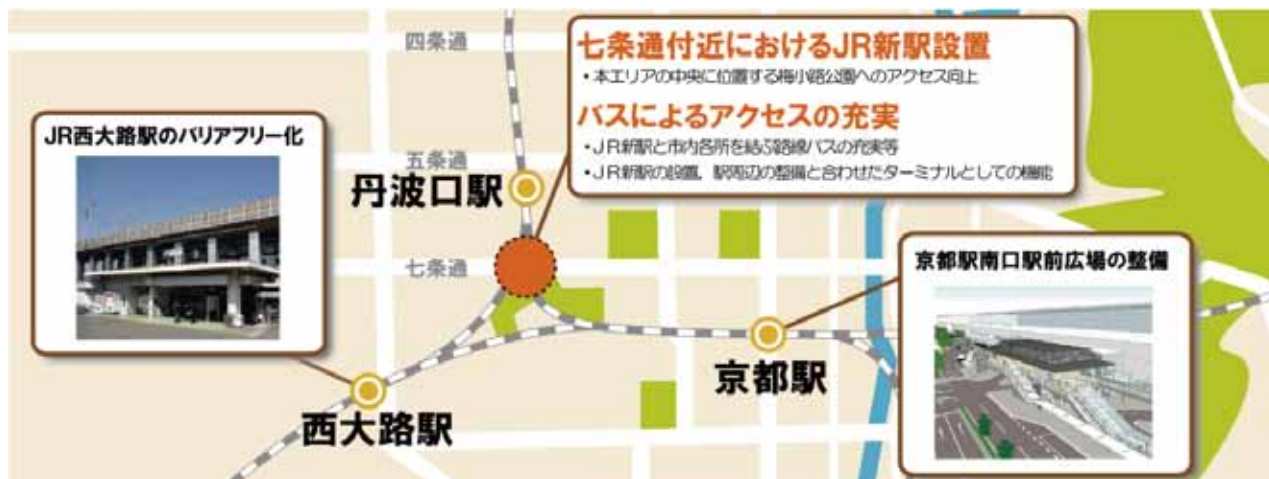 四条通
七条通付近におけるJR新駅設置
・本エリアの中央に位置する梅小路公園へのアクセス向上
バスによるアクセスの充実
・JR新駅と市内各所を結ぶ路線バスの充実等
・JR新駅の設置、駅周辺の整備と合わせたターミナルとしての機能
JR西大路駅のバリアフリー化
五条通
丹波口駅
七条通
京都駅南口駅前広場の整備
京都駅
西大路駅